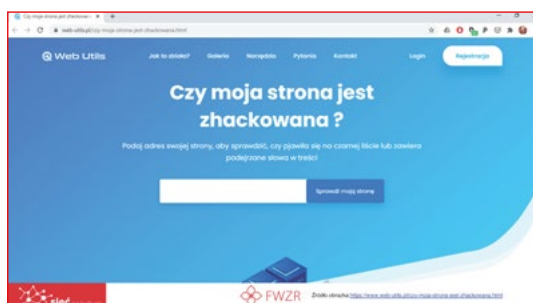 Czy moja strona jest zhackowana
web-utils.pl/czy-moja-strona-jest-zhackowana.html
Web Utils
Jak to działa? Galeria Narzędzia Pytania Kontakt Login Rejestracja
Czy moja strona jest
zhackowana ?
Podaj adres swojej strony, aby sprawdzić, czy pjawiła się na czarnej liście lub zawiera
podejrzane słowa w treści
Sprawdź moją stronę
sieć
FWZR
Źródło obrazka: https://www.web-utils.pl/czy-moja-strona-jest-zhackowana.html